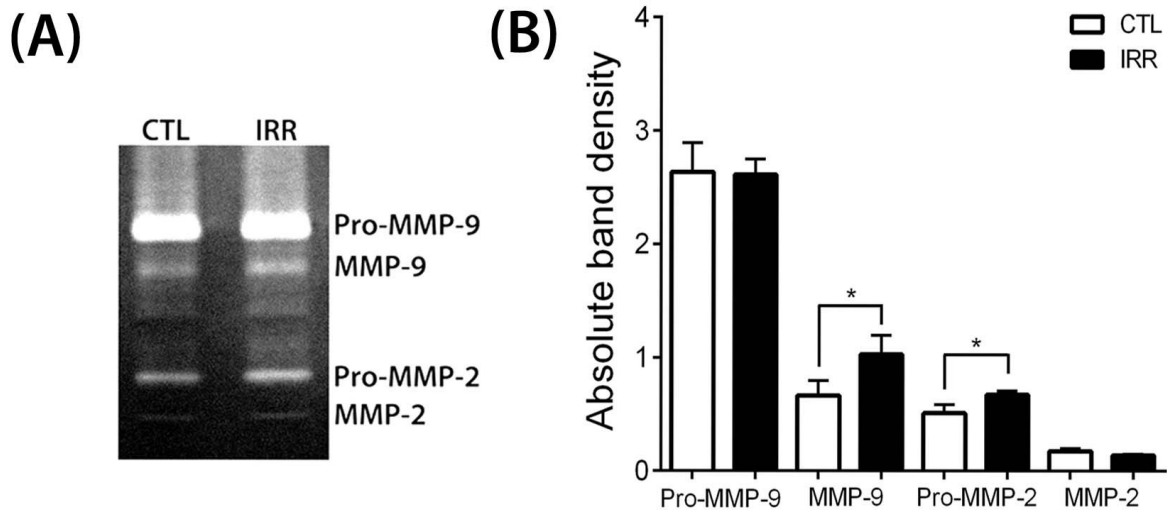 (A)
CTL IRR
Pro-MMP-9
MMP-9
Pro-MMP-2
MMP-2
(B)
CTL
IRR
Absolute band density
4
3
2
1
0
*
*
Pro-MMP-9 MMP-9 Pro-MMP-2 MMP-2